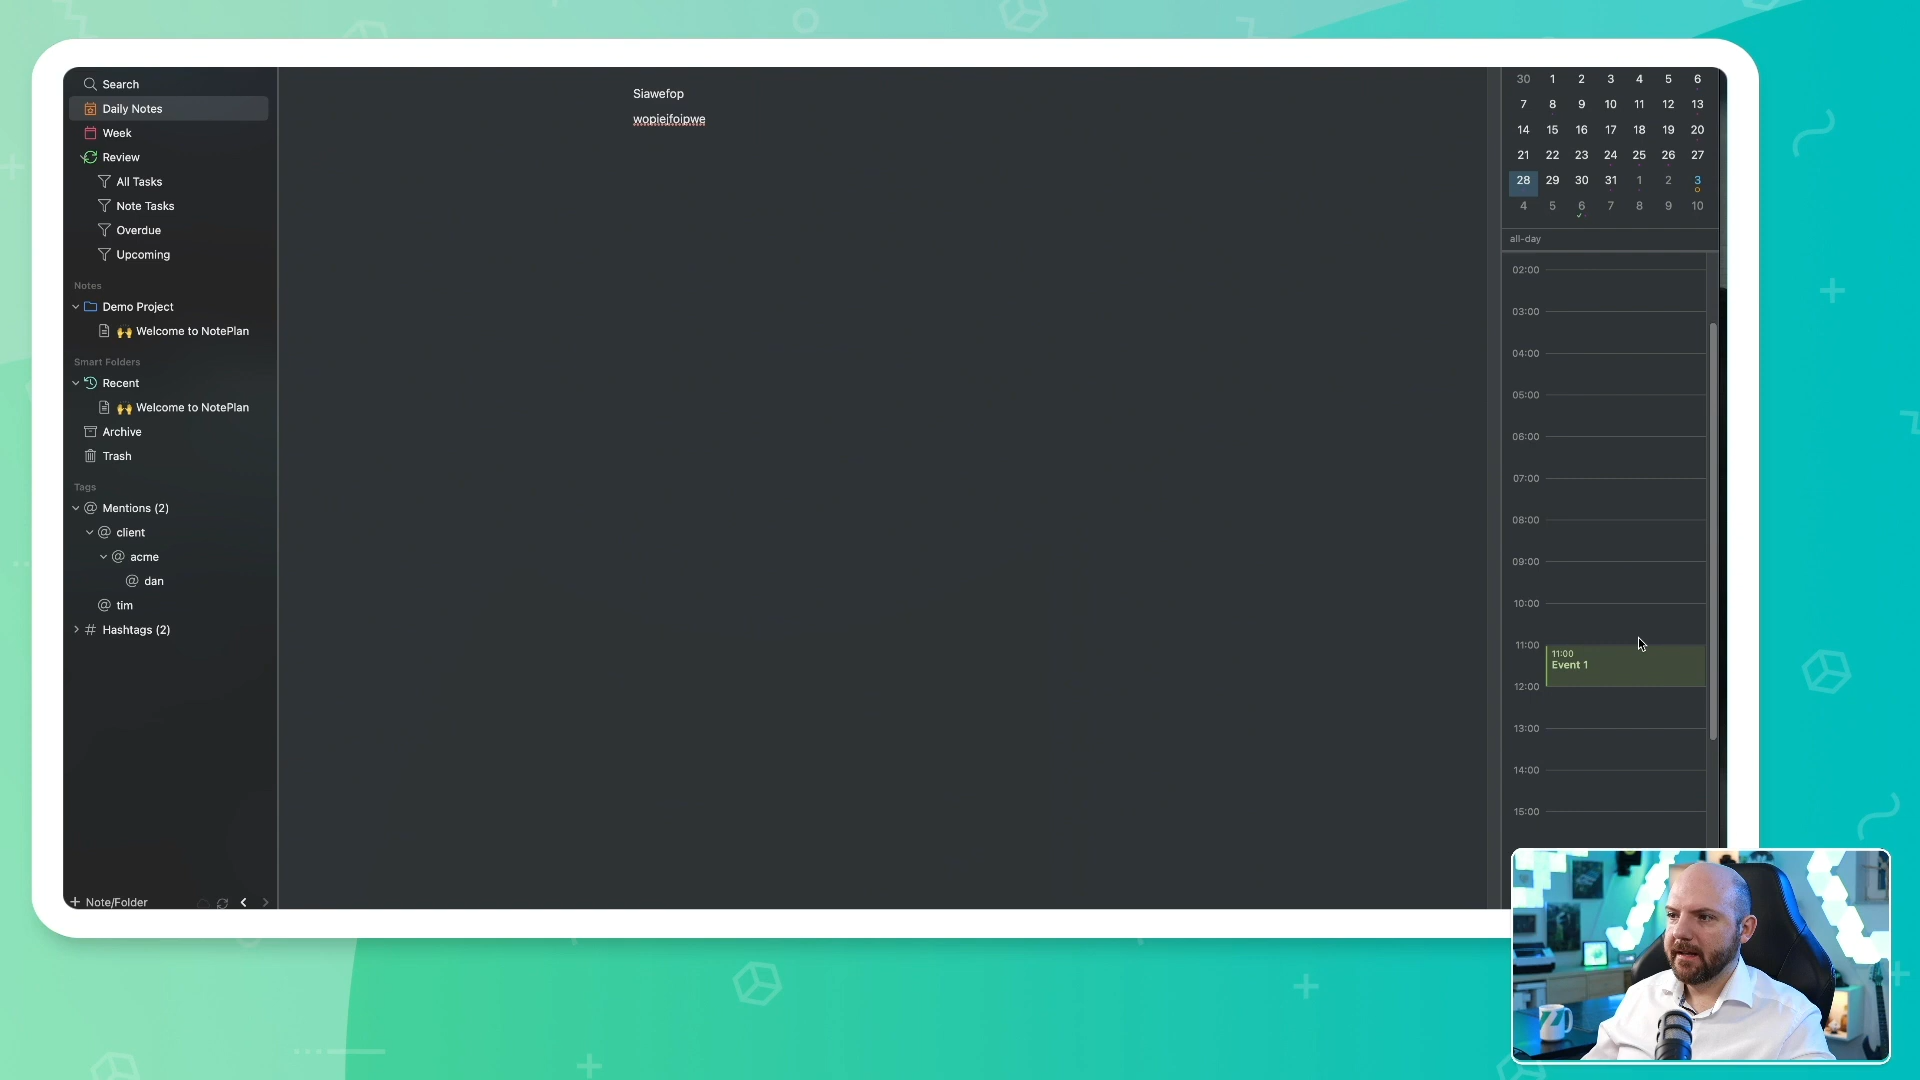 Search
Daily Notes
Week
Review
All Tasks
Note Tasks
Overdue
Upcoming
Notes
Demo Project
🙌 Welcome to NotePlan
Smart Folders
Recent
🙌 Welcome to NotePlan
Archive
Trash
Tags
@ Mentions (2)
@ client
@ acme
@ dan
@ tim
# Hashtags (2)
+ Note/Folder
Siawefop
wopiejfoipwe
30 1 2 3 4 5 6
7 8 9 10 11 12 13
14 15 16 17 18 19 20
21 22 23 24 25 26 27
28 29 30 31 1 2 3
4 5 6 7 8 9 10
all-day
02:00
03:00
04:00
05:00
06:00
07:00
08:00
09:00
10:00
11:00
11:00
Event 1
12:00
13:00
14:00
15:00